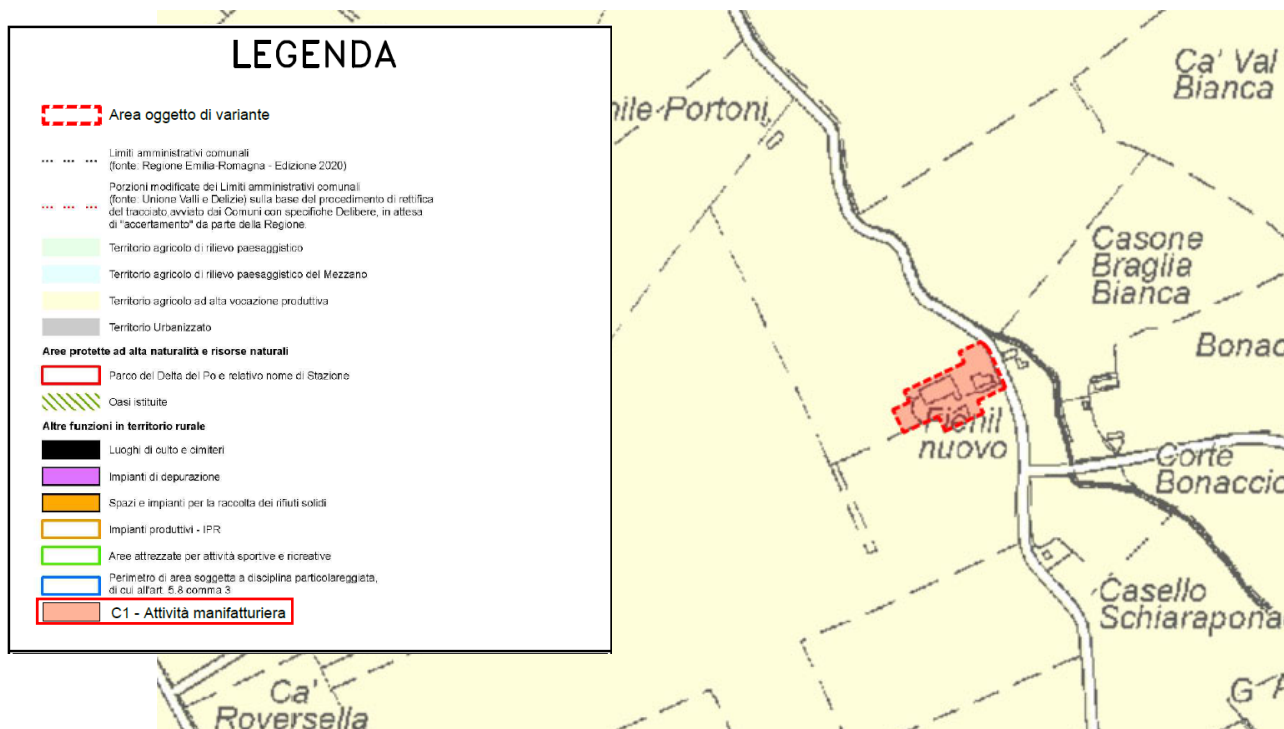 LEGENDA
Area oggetto di variante
Limiti amministrativi comunali
(fonte: Regione Emilia-Romagna - Edizione 2020)
Porzioni modificate dei Limiti amministrativi comunali
(fonte: Unione Valli e Delizie) sulla base del procedimento di rettifica
del tracciato avviato dai Comuni con specifiche Delibere, in attesa
di "accertamento" da parte della Regione
Territorio agricolo di rilievo paesaggistico
Territorio agricolo di rilievo paesaggistico del Mezzano
Territorio agricolo ad alta vocazione produttiva
Territorio Urbanizzato
Aree protette ad alta naturalità e risorse naturali
Parco del Delta del Po e relativo nome di Stazione
Oasi istituite
Altre funzioni in territorio rurale
Luoghi di culto e cimiteri
Impianti di depurazione
Spazi e impianti per la raccolta dei rifiuti solidi
Impianti produttivi - IPR
Aree attrezzate per attività sportive e ricreative
Perimetro di area soggetta a disciplina particolareggiata,
di cui all'art. 5.8 comma 3
C1 - Attività manifatturiera
nile Portoni
Ca' Val
Bianca
Casone
Braglia
Bianca
Bonac
Fienil
nuovo
Corte
Bonaccio
Casello
Schiarapona
G
Ca'
Roversella